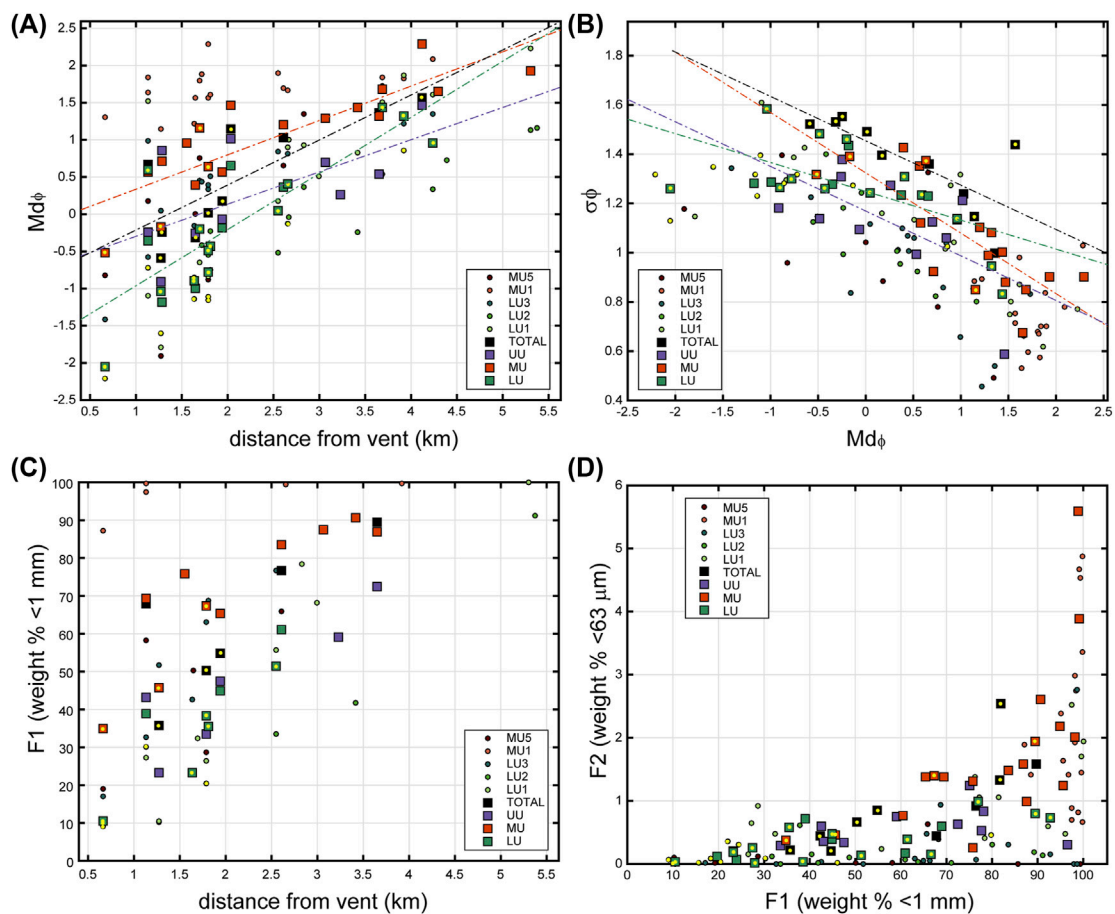 (A)
Mdϕ
2.5
2
1.5
1
0.5
0
-0.5
-1
-1.5
-2
-2.5
0.5 1 1.5 2 2.5 3 3.5 4 4.5 5 5.5
distance from vent (km)
MU5
MU1
LU3
LU2
LU1
TOTAL
UU
MU
LU
(B)
σϕ
1.8
1.6
1.4
1.2
1
0.8
0.6
0.4
-2.5 -2 -1.5 -1 -0.5 0 0.5 1 1.5 2 2.5
Mdϕ
MU5
MU1
LU3
LU2
LU1
TOTAL
UU
MU
LU
(C)
F1 (weight % <1 mm)
100
90
80
70
60
50
40
30
20
10
0
0.5 1 1.5 2 2.5 3 3.5 4 4.5 5 5.5
distance from vent (km)
MU5
MU1
LU3
LU2
LU1
TOTAL
UU
MU
LU
(D)
F2 (weight % <63 μm)
6
5
4
3
2
1
0
0 10 20 30 40 50 60 70 80 90 100
F1 (weight % <1 mm)
MU5
MU1
LU3
LU2
LU1
TOTAL
UU
MU
LU